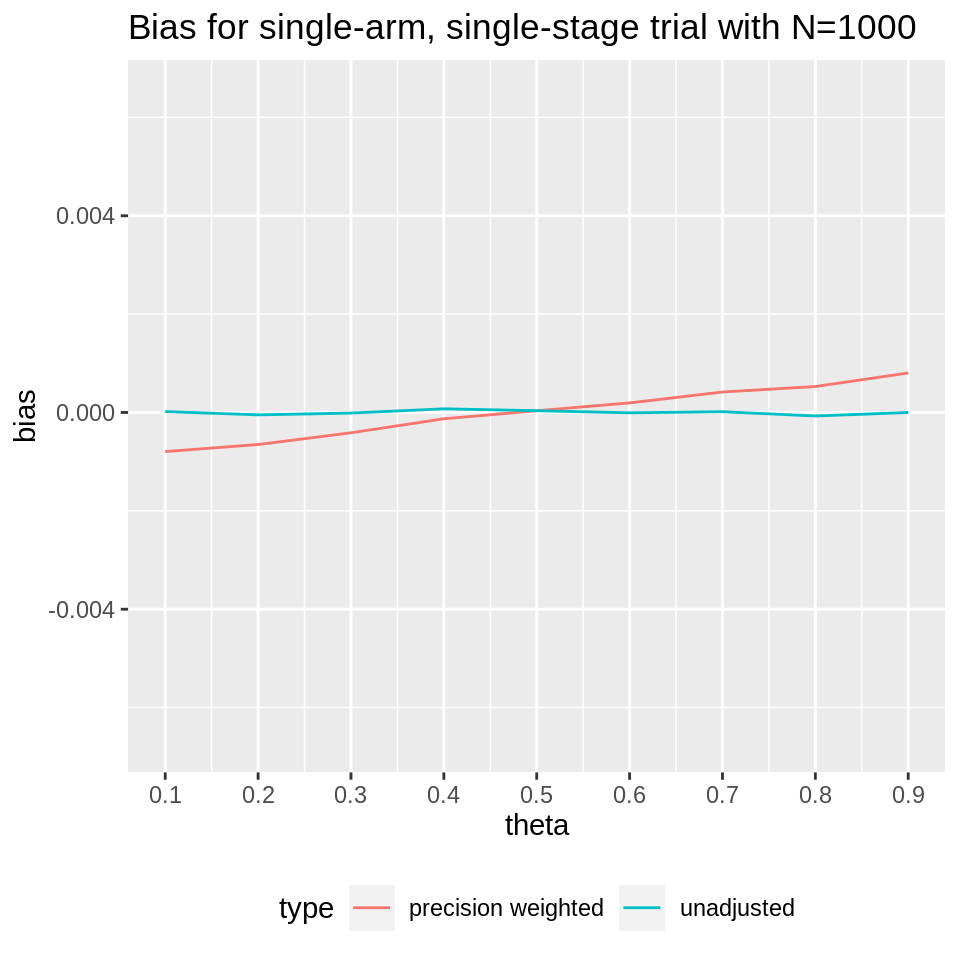 Bias for single-arm, single-stage trial with N=1000
bias
0.004
0.000
-0.004
0.1 0.2 0.3 0.4 0.5 0.6 0.7 0.8 0.9
theta
type precision weighted unadjusted